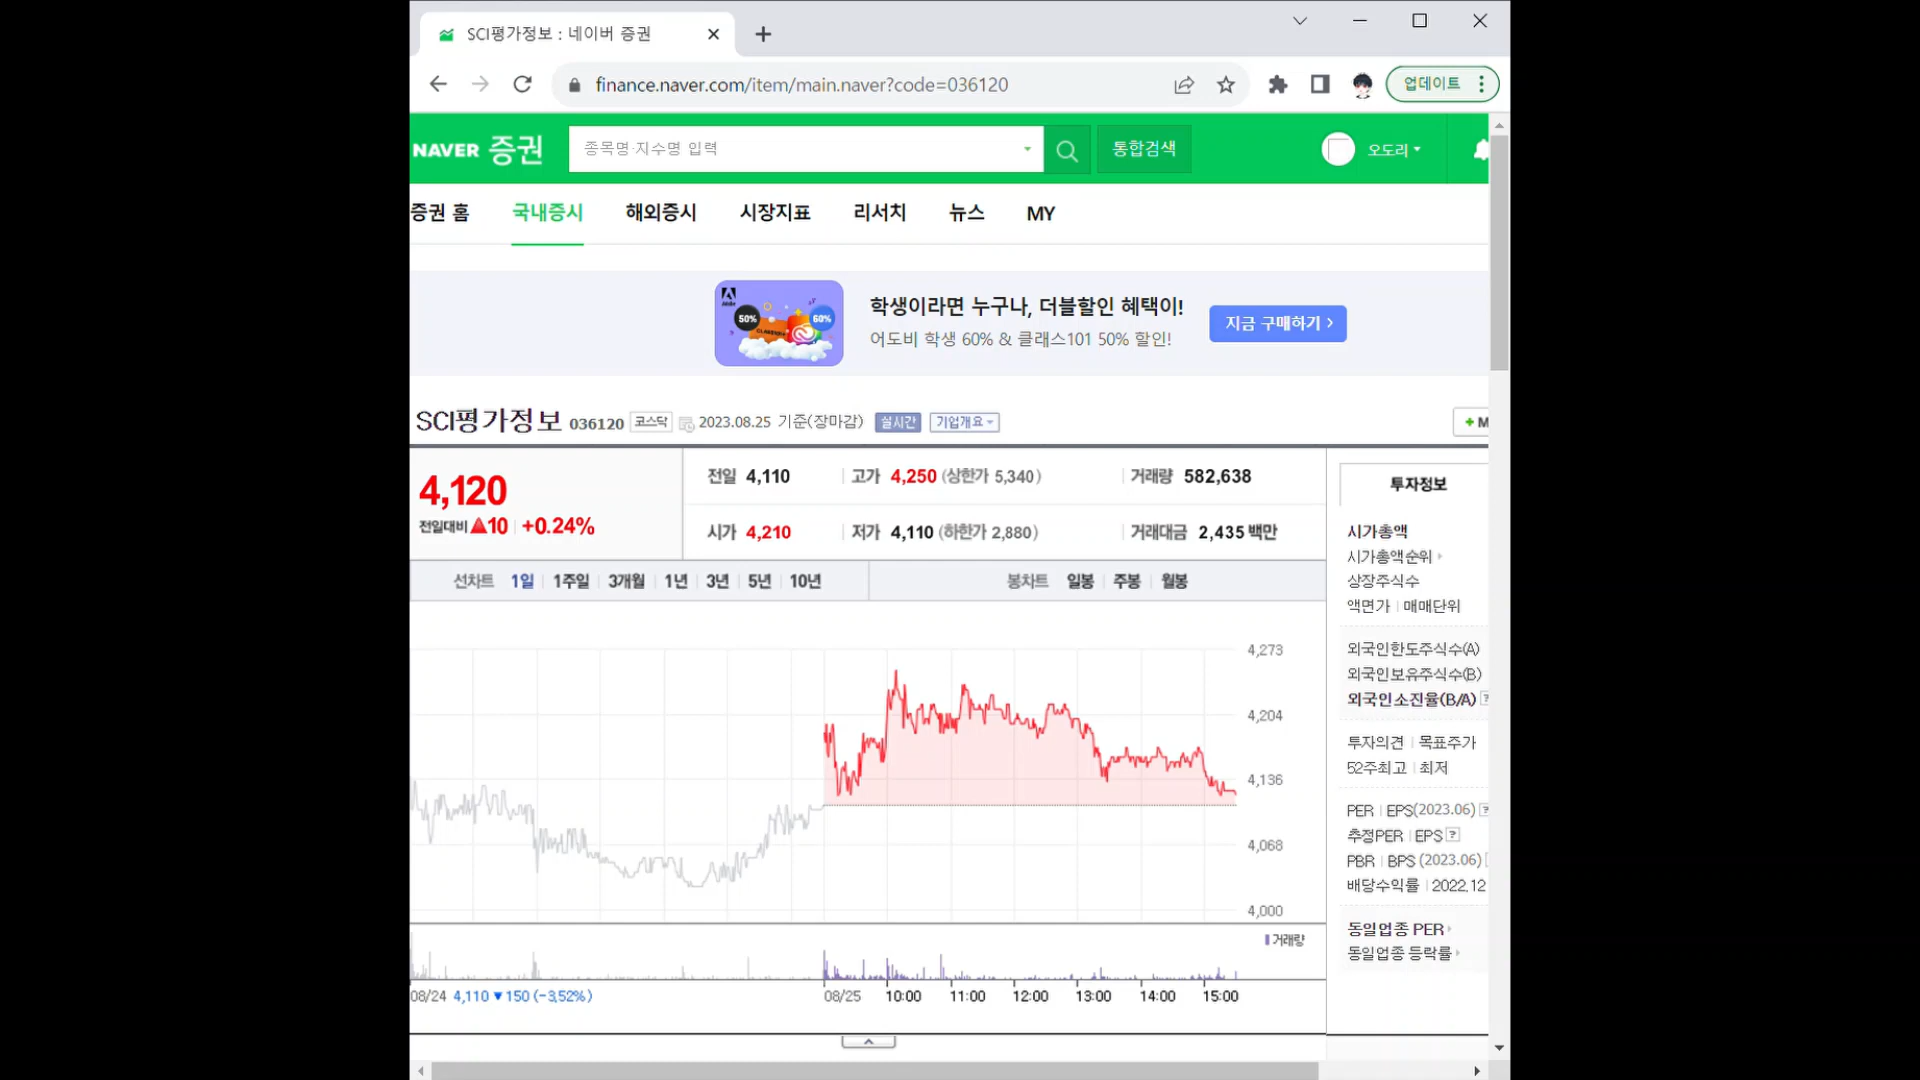 SCI평가정보 : 네이버 증권
finance.naver.com/item/main.naver?code=036120
업데이트
NAVER 증권
종목명·지수명 입력
통합검색
오도리
증권 홈 국내증시 해외증시 시장지표 리서치 뉴스 MY
50% 60%
학생이라면 누구나, 더블할인 혜택이!
어도비 학생 60% & 클래스101 50% 할인!
지금 구매하기 >
SCI평가정보 036120 코스닥 2023.08.25 기준(장마감) 실시간 기업개요
+ M
4,120
전일대비 ▲10 +0.24%
전일 4,110 고가 4,250 (상한가 5,340) 거래량 582,638
시가 4,210 저가 4,110 (하한가 2,880) 거래대금 2,435 백만
선차트 1일 1주일 3개월 1년 3년 5년 10년
봉차트 일봉 주봉 월봉
4,273
4,204
4,136
4,068
4,000
거래량
08/24 4,110 ▼150 (-3.52%)
08/25 10:00 11:00 12:00 13:00 14:00 15:00
투자정보
시가총액
시가총액순위
상장주식수
액면가 | 매매단위
외국인한도주식수(A)
외국인보유주식수(B)
외국인소진율(B/A) ?
투자의견 | 목표주가
52주최고 | 최저
PER | EPS(2023.06) ?
추정PER | EPS ?
PBR | BPS (2023.06)
배당수익률 | 2022.12
동일업종 PER
동일업종 등락률